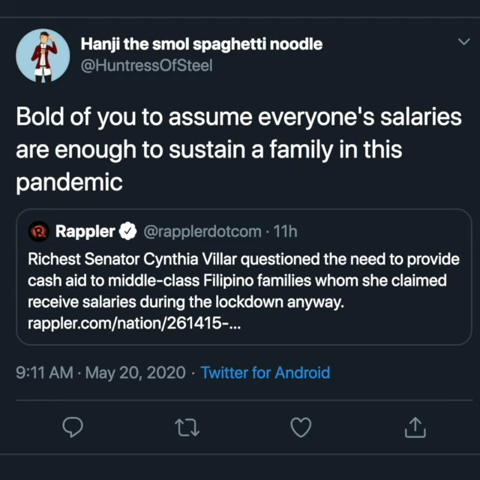 Hanji the smol spaghetti noodle
@HuntressOfSteel
Bold of you to assume everyone's salaries
are enough to sustain a family in this
pandemic
Rappler @rapplerdotcom · 11h
Richest Senator Cynthia Villar questioned the need to provide
cash aid to middle-class Filipino families whom she claimed
receive salaries during the lockdown anyway.
rappler.com/nation/261415-...
9:11 AM · May 20, 2020 · Twitter for Android